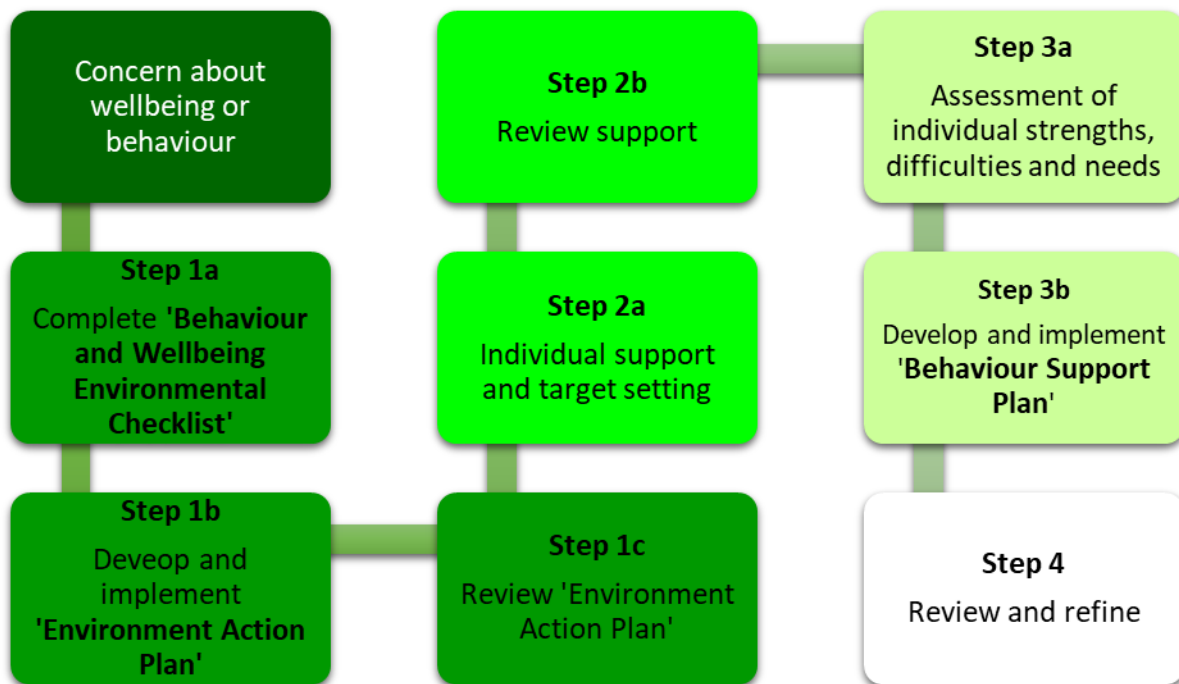 Concern about
wellbeing or
behaviour
Step 1a
Complete 'Behaviour
and Wellbeing
Environmental
Checklist'
Step 1b
Deveop and
implement
'Environment Action
Plan'
Step 1c
Review 'Environment
Action Plan'
Step 2a
Individual support
and target setting
Step 2b
Review support
Step 3a
Assessment of
individual strengths,
difficulties and needs
Step 3b
Develop and implement
'Behaviour Support
Plan'
Step 4
Review and refine